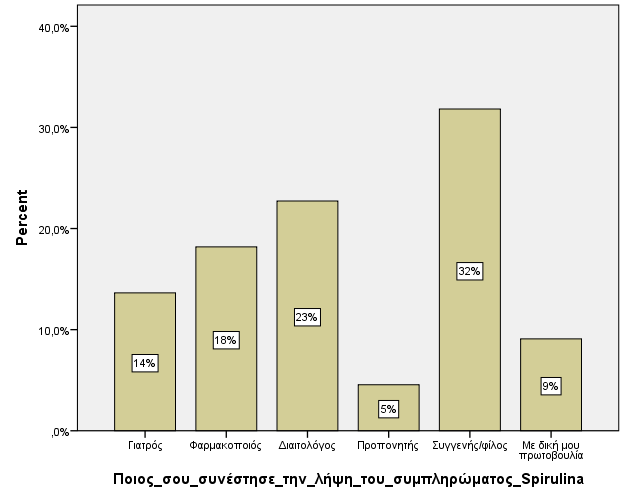 40,0%
30,0%
20,0%
10,0%
,0%
Percent
14%
18%
23%
5%
32%
9%
Γιατρός
Φαρμακοποιός
Διαιτολόγος
Προπονητής
Συγγενής/φίλος
Με δική μου
πρωτοβουλία
Ποιος_σου_συνέστησε_την_λήψη_του_συμπληρώματος_Spirulina